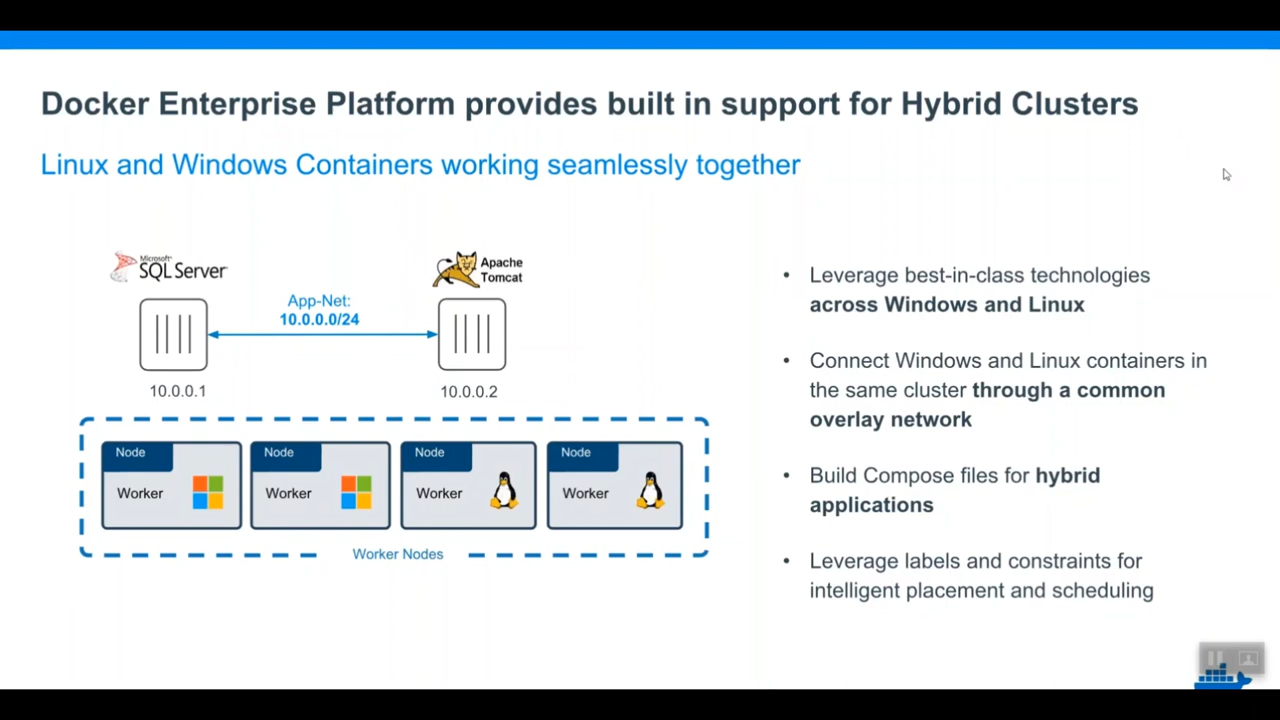 Docker Enterprise Platform provides built in support for Hybrid Clusters
Linux and Windows Containers working seamlessly together
Microsoft
SQL Server
Apache
Tomcat
App-Net:
10.0.0.0/24
10.0.0.1
10.0.0.2
Node
Worker
Node
Worker
Node
Worker
Node
Worker
Worker Nodes
• Leverage best-in-class technologies
across Windows and Linux
• Connect Windows and Linux containers in
the same cluster through a common
overlay network
• Build Compose files for hybrid
applications
• Leverage labels and constraints for
intelligent placement and scheduling